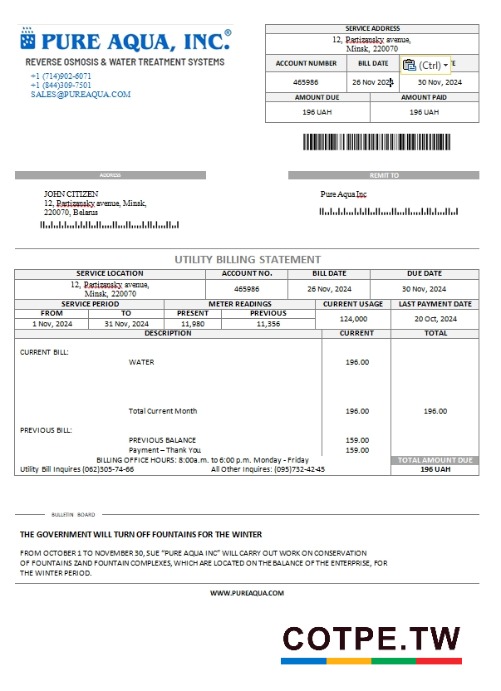 PURE AQUA, INC.®
REVERSE OSMOSIS & WATER TREATMENT SYSTEMS
+1 (714)902-6071
+1 (844)309-7501
SALES@PUREAQUA.COM
SERVICE ADDRESS
12, Partizansky avenue,
Minsk, 220070
ACCOUNT NUMBER BILL DATE
(Ctrl)
465986 26 Nov 2024 30 Nov, 2024
AMOUNT DUE AMOUNT PAID
196 UAH 196 UAH
ADDRESS REMIT TO
JOHN CITIZEN Pure Aqua Inc
12, Partizansky avenue, Minsk,
220070, Belarus
UTILITY BILLING STATEMENT
SERVICE LOCATION ACCOUNT NO. BILL DATE DUE DATE
12, Partizansky avenue,
Minsk, 220070
465986 26 Nov, 2024 30 Nov, 2024
SERVICE PERIOD METER READINGS CURRENT USAGE LAST PAYMENT DATE
FROM TO PRESENT PREVIOUS
124,000 20 Oct, 2024
1 Nov, 2024 31 Nov, 2024 11,980 11,356
DESCRIPTION CURRENT TOTAL
CURRENT BILL:
WATER 196.00
Total Current Month 196.00 196.00
PREVIOUS BILL:
PREVIOUS BALANCE 159.00
Payment – Thank You 159.00
BILLING OFFICE HOURS: 8:00a.m. to 6:00 p.m. Monday - Friday TOTAL AMOUNT DUE
Utility Bill Inquires (062)305-74-66 All Other Inquires: (095)732-42-45 196 UAH
BULLETIN BOARD
THE GOVERNMENT WILL TURN OFF FOUNTAINS FOR THE WINTER
FROM OCTOBER 1 TO NOVEMBER 30, SUE "PURE AQUA INC" WILL CARRY OUT WORK ON CONSERVATION
OF FOUNTAINS ZAND FOUNTAIN COMPLEXES, WHICH ARE LOCATED ON THE BALANCE OF THE ENTERPRISE, FOR
THE WINTER PERIOD.
WWW.PUREAQUA.COM
COTPE.TW